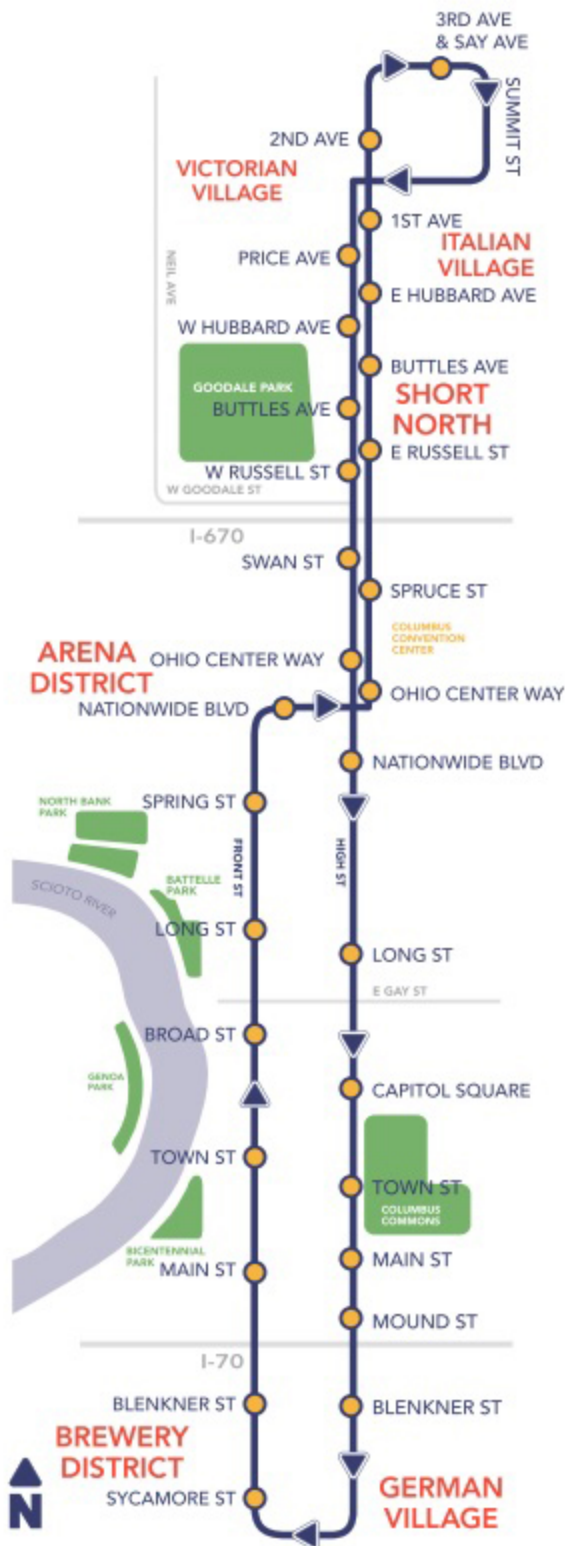 3RD AVE
& SAY AVE
SUMMIT ST
2ND AVE
VICTORIAN
VILLAGE
1ST AVE
ITALIAN
VILLAGE
PRICE AVE
NEIL AVE
E HUBBARD AVE
W HUBBARD AVE
GOODALE PARK
BUTTLES AVE
BUTTLES AVE
SHORT
NORTH
E RUSSELL ST
W RUSSELL ST
W GOODALE ST
I-670
SWAN ST
SPRUCE ST
COLUMBUS
CONVENTION
CENTER
ARENA
DISTRICT
OHIO CENTER WAY
OHIO CENTER WAY
NATIONWIDE BLVD
NATIONWIDE BLVD
NORTH BANK
PARK
SPRING ST
FRONT ST
HIGH ST
SCIOTO RIVER
BATTELLE
PARK
LONG ST
LONG ST
E GAY ST
BROAD ST
GENOA
PARK
CAPITOL SQUARE
TOWN ST
TOWN ST
COLUMBUS
COMMONS
BICENTENNIAL
PARK
MAIN ST
MAIN ST
MOUND ST
I-70
BLENKNER ST
BLENKNER ST
BREWERY
DISTRICT
GERMAN
VILLAGE
SYCAMORE ST
N